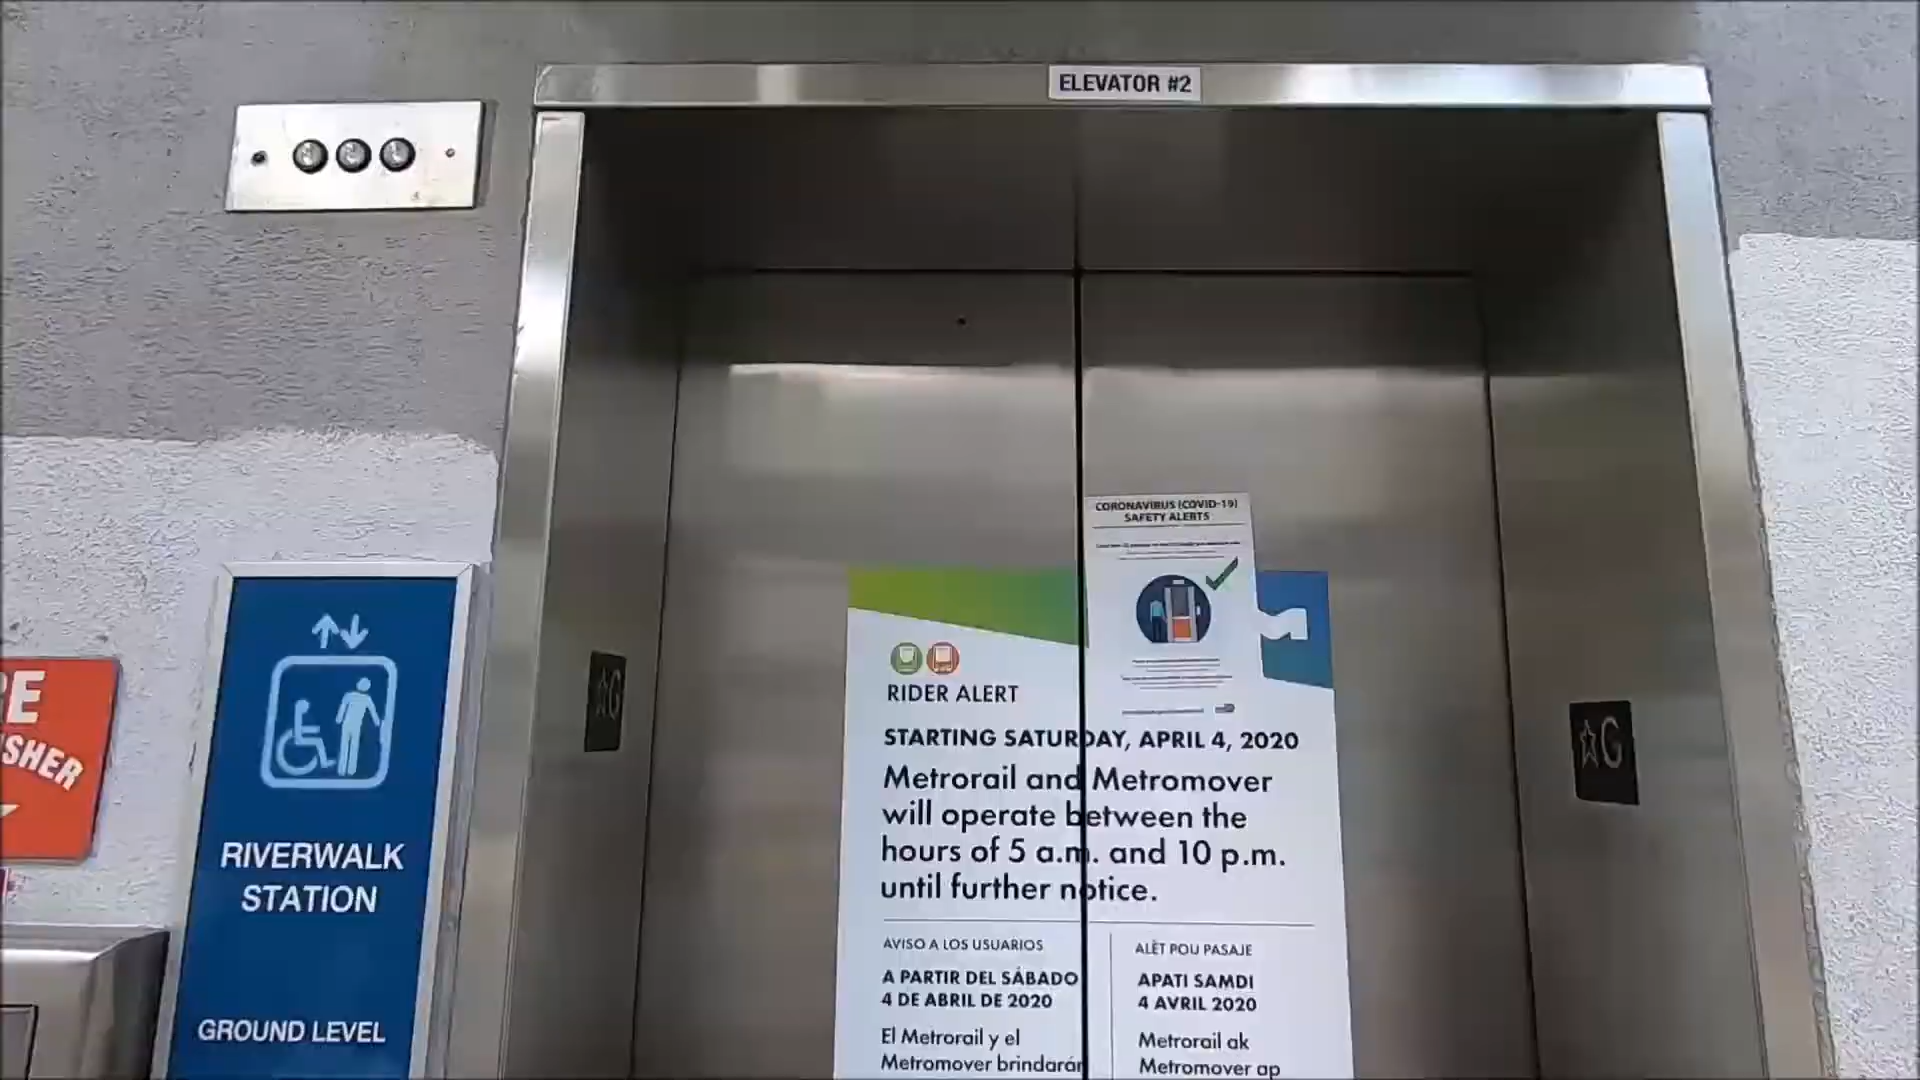 ELEVATOR #2
CORONAVIRUS (COVID-19)
SAFETY ALERTS
RE
SHER
RIVERWALK
STATION
GROUND LEVEL
☆G
☆G
RIDER ALERT
STARTING SATURDAY, APRIL 4, 2020
Metrorail and Metromover
will operate between the
hours of 5 a.m. and 10 p.m.
until further notice.
AVISO A LOS USUARIOS
A PARTIR DEL SÁBADO
4 DE ABRIL DE 2020
El Metrorail y el
Metromover brindarán
ALÈT POU PASAJE
APATI SAMDI
4 AVRIL 2020
Metrorail ak
Metromover ap